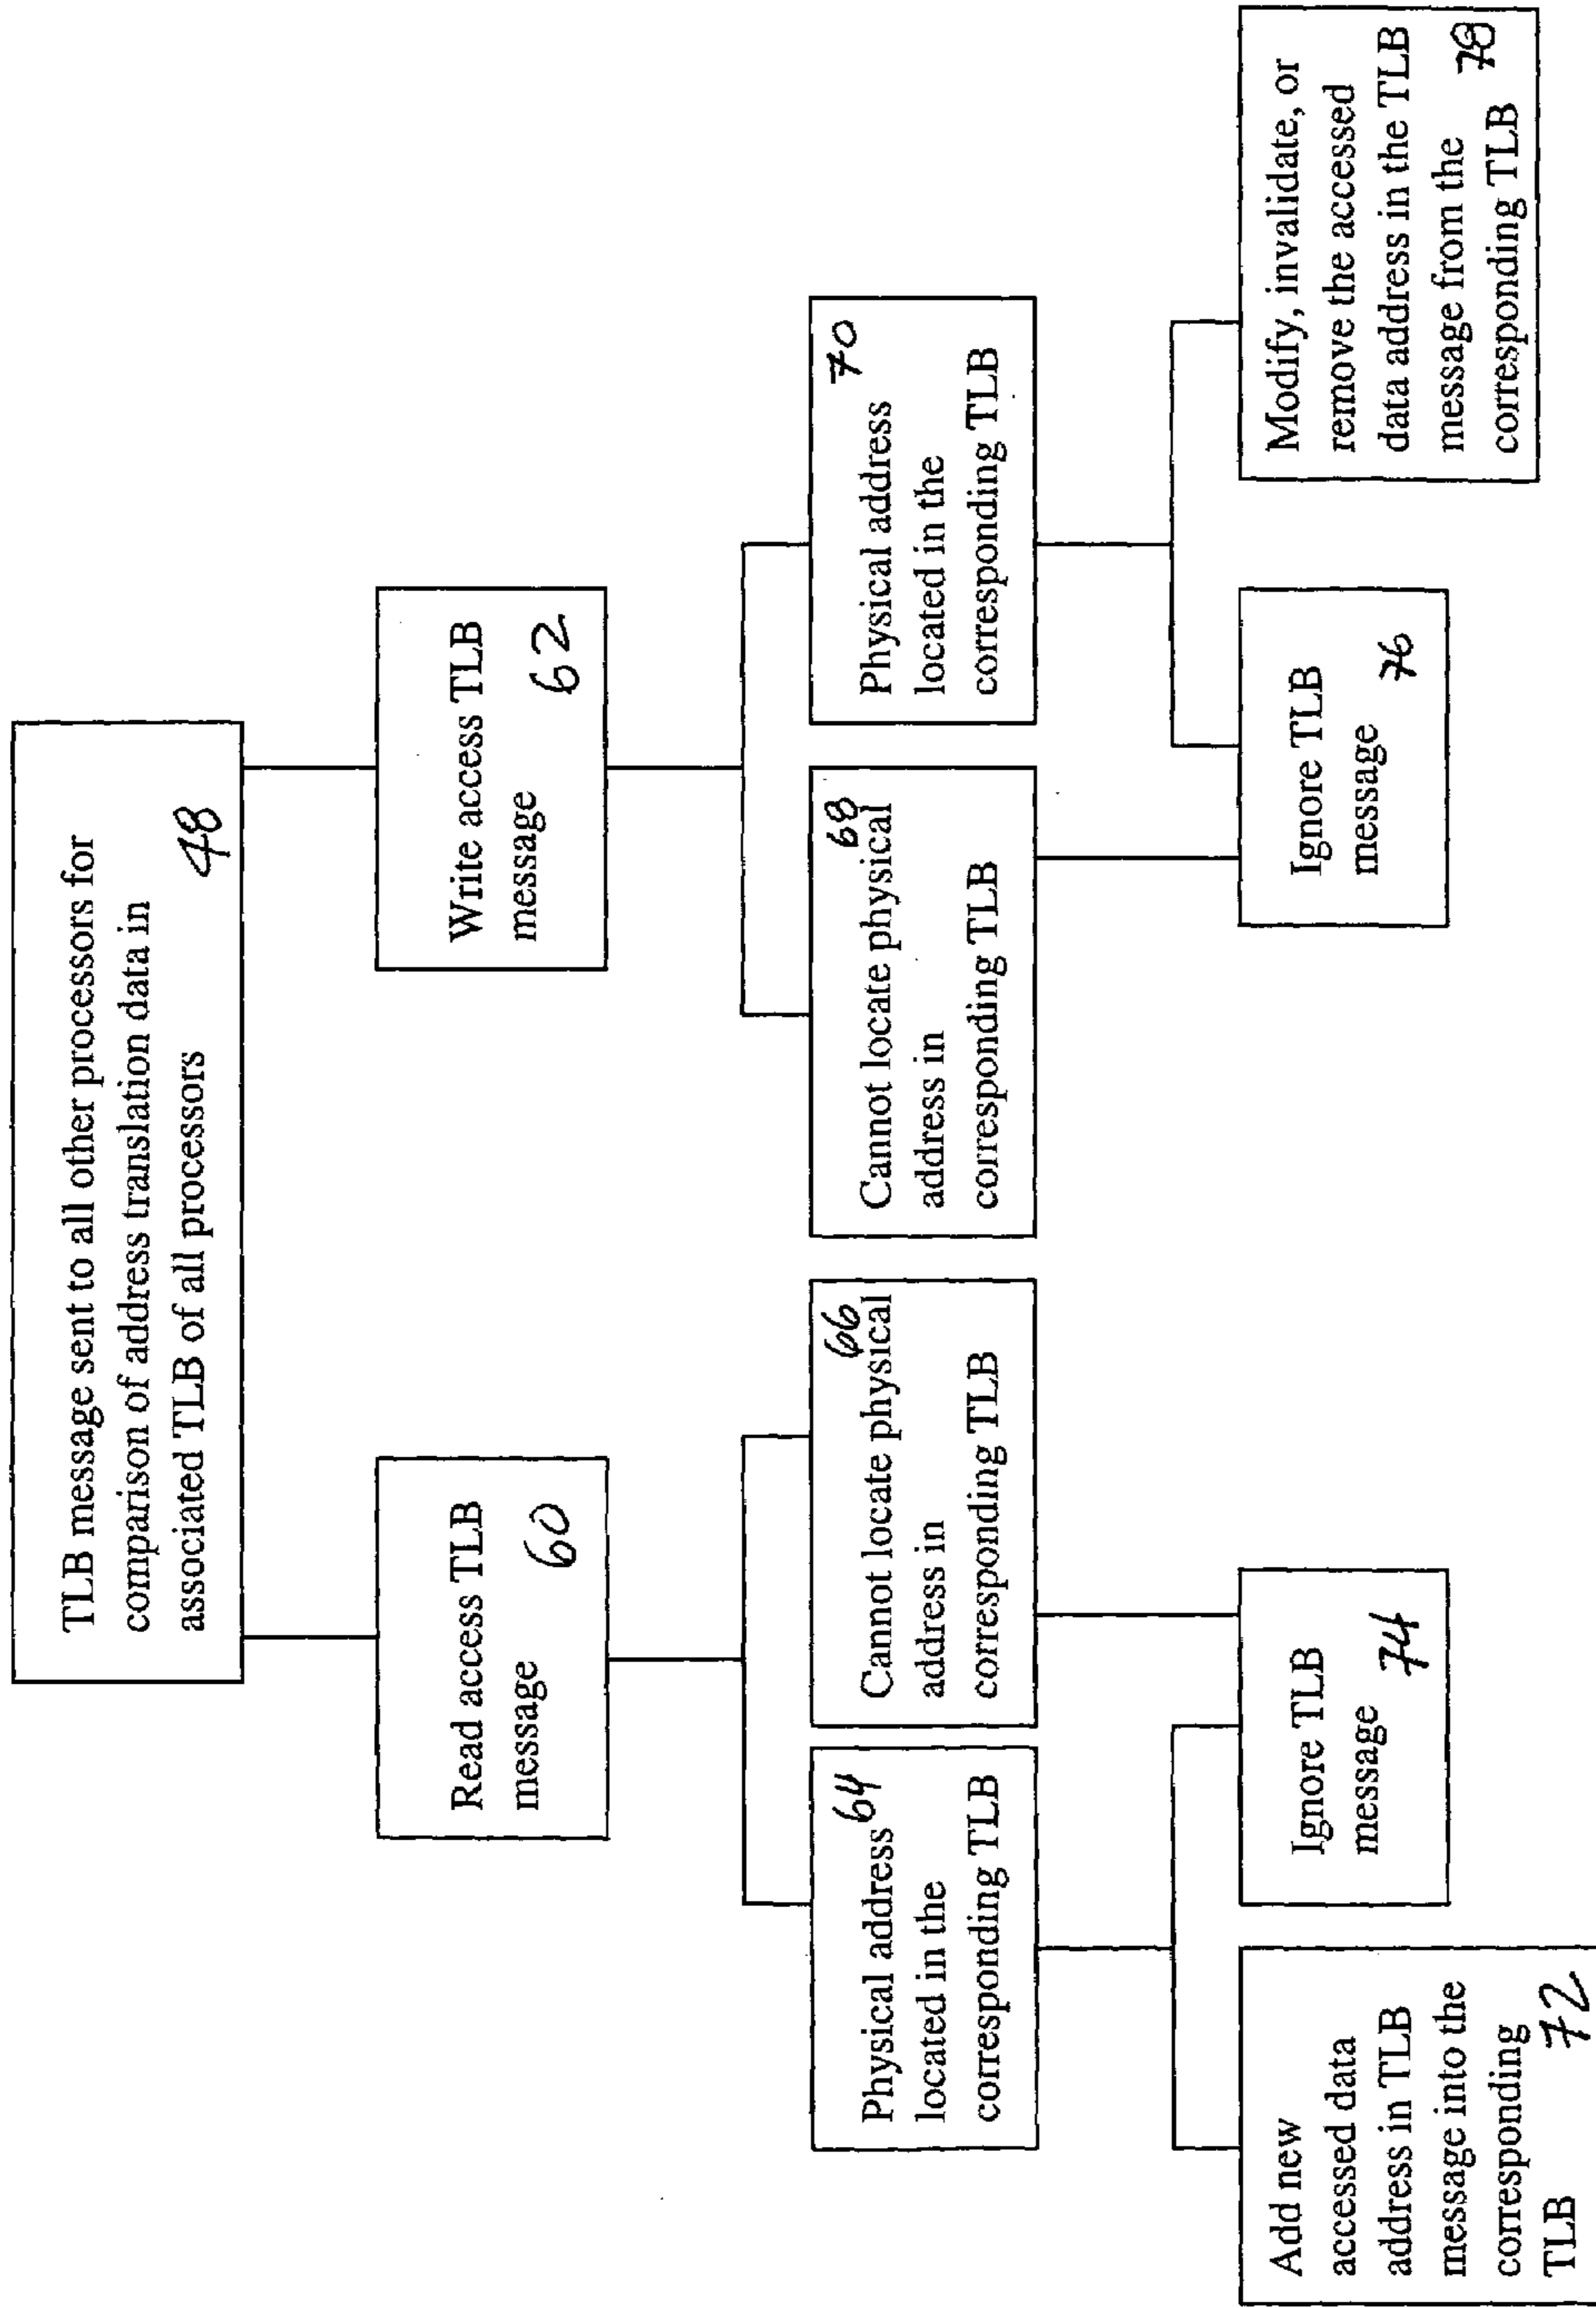 TLB message sent to all other processors for
comparison of address translation data in
associated TLB of all processors 48
Read access TLB
message 60
Write access TLB
message 62
Physical address 64
located in the
corresponding TLB
66
Cannot locate physical
address in
corresponding TLB
68
Cannot locate physical
address in
corresponding TLB
70
Physical address
located in the
corresponding TLB
Add new
accessed data
address in TLB
message into the
corresponding
TLB 72
Ignore TLB
message 74
Ignore TLB
message 76
Modify, invalidate, or
remove the accessed
data address in the TLB
message from the
corresponding TLB 78